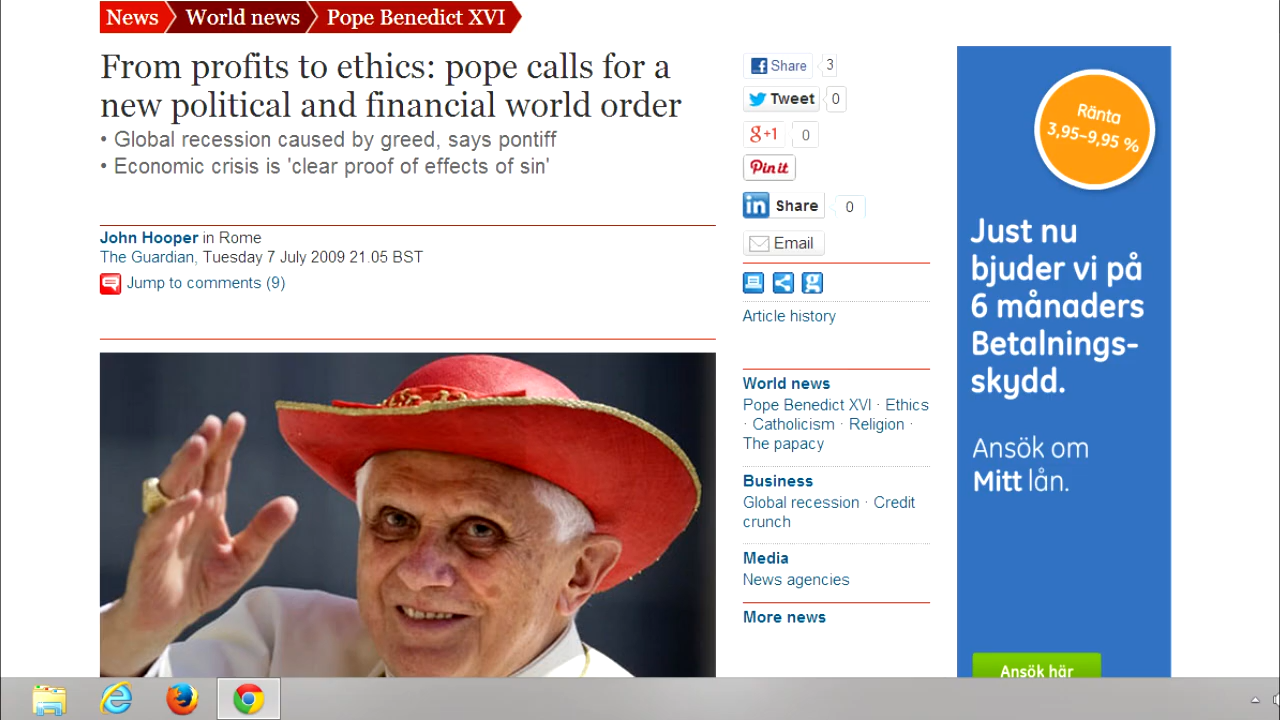 News World news Pope Benedict XVI
From profits to ethics: pope calls for a
new political and financial world order
• Global recession caused by greed, says pontiff
• Economic crisis is 'clear proof of effects of sin'
John Hooper in Rome
The Guardian, Tuesday 7 July 2009 21.05 BST
Jump to comments (9)
Share 3
Tweet 0
g+1 0
Pin it
in Share 0
Email
Article history
World news
Pope Benedict XVI · Ethics
· Catholicism · Religion ·
The papacy
Business
Global recession · Credit
crunch
Media
News agencies
More news
Ränta
3,95–9,95 %
Just nu
bjuder vi på
6 månaders
Betalnings-
skydd.
Ansök om
Mitt lån.
Ansök här